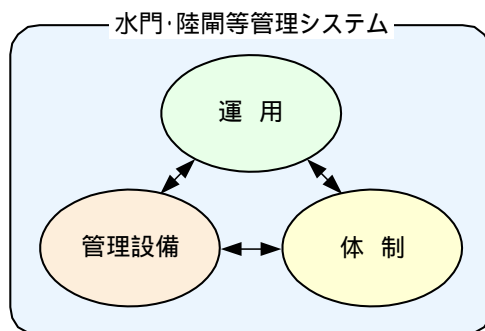 水門･陸閘等管理システム
運 用
管理設備
体 制